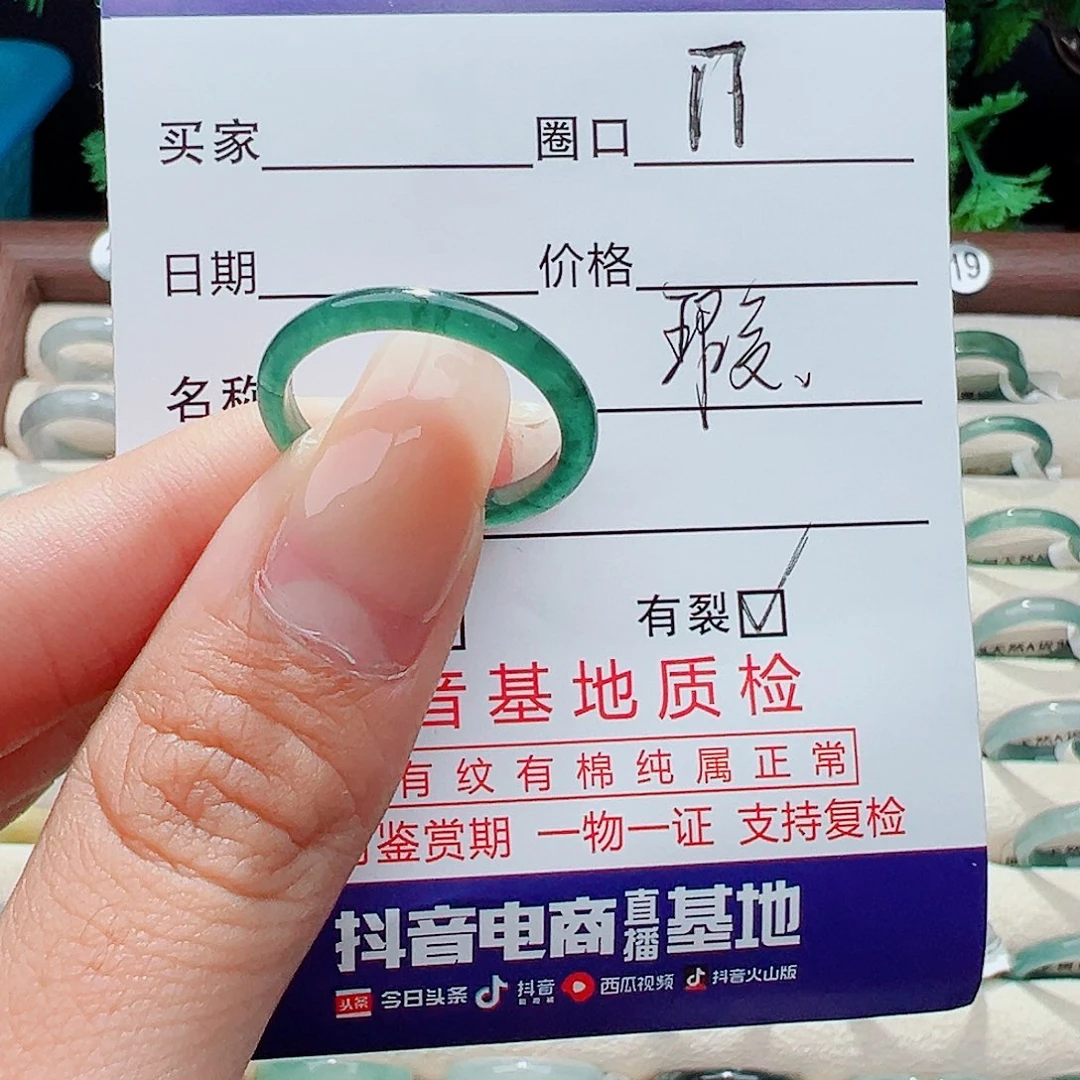 买家 圈口 17
日期 价格
名称 瑕
有裂
音基地质检
有纹有棉纯属正常
鉴赏期 一物一证 支持复检
抖音电商直播基地
头条 今日头条 抖音 西瓜视频 抖音火山版
19